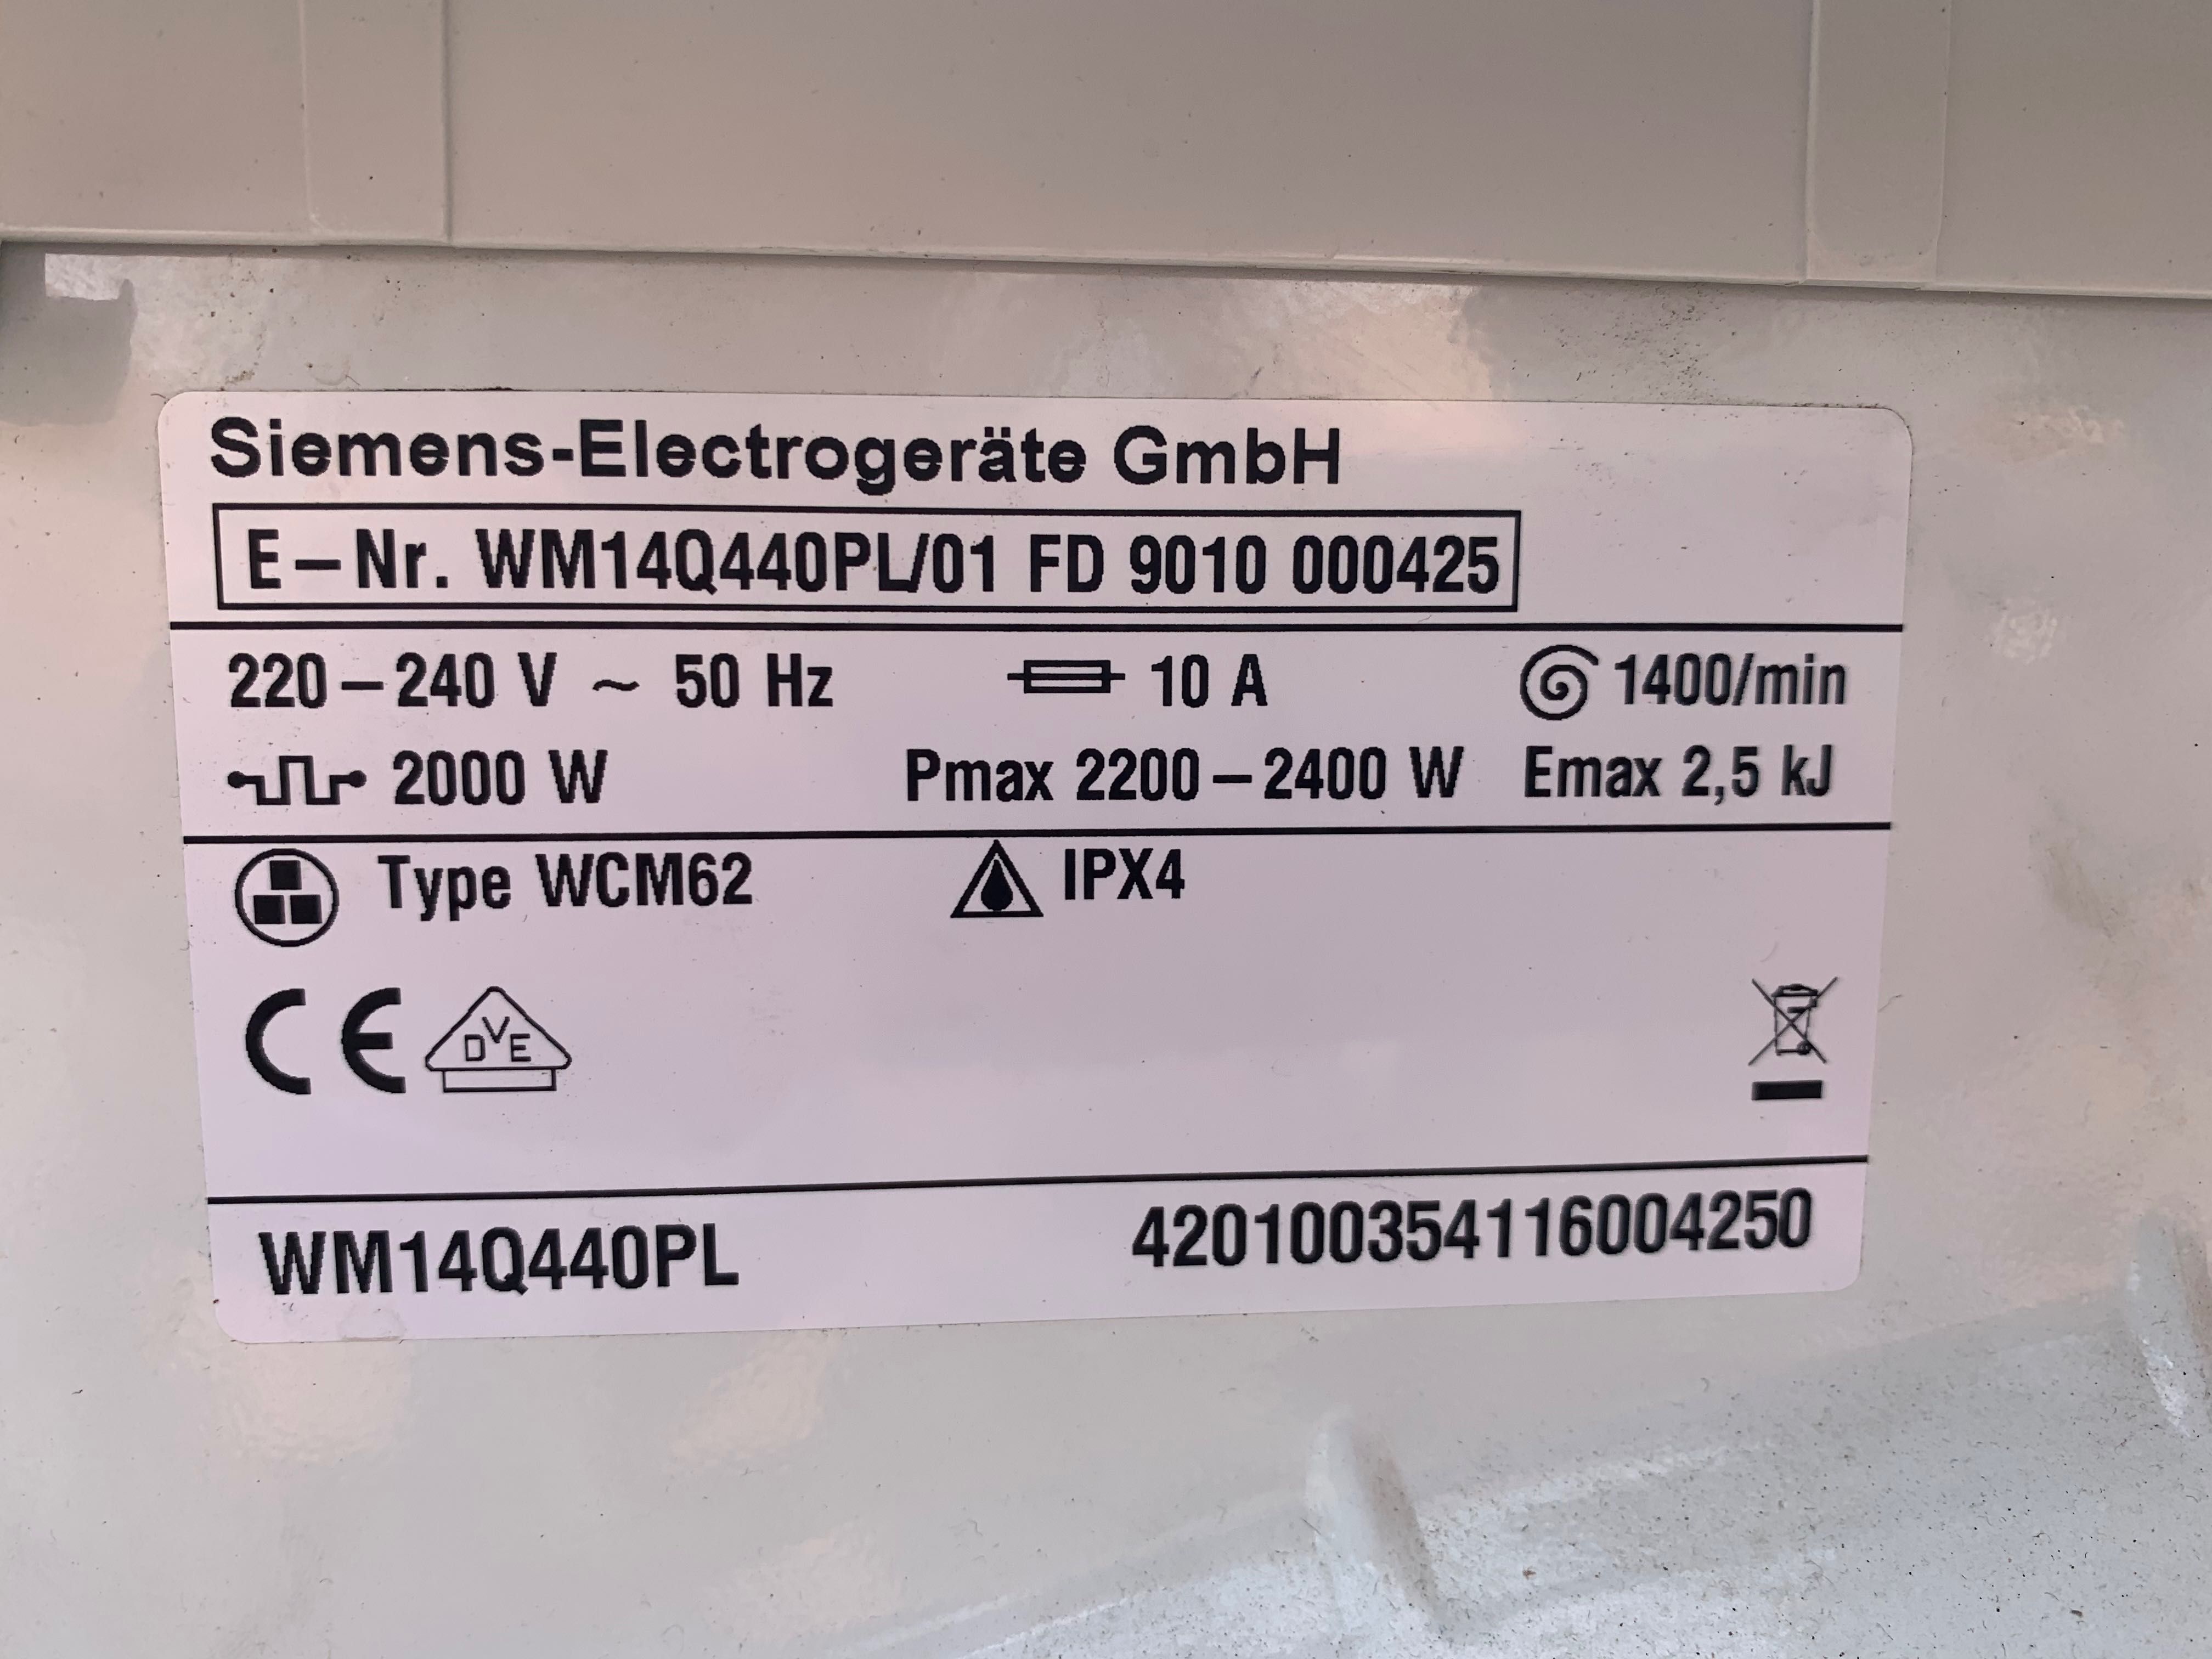 Siemens-Electrogeräte GmbH
E–Nr. WM14Q440PL/01 FD 9010 000425
220–240 V ~ 50 Hz 10 A 1400/min
2000 W Pmax 2200–2400 W Emax 2,5 kJ
Type WCM62 IPX4
CE DVE
WM14Q440PL 420100354116004250